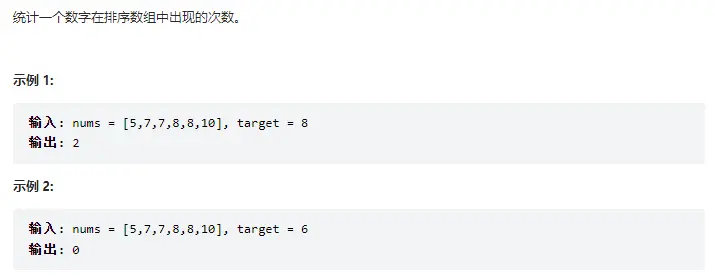 统计一个数字在排序数组中出现的次数。
示例 1:
输入: nums = [5,7,7,8,8,10], target = 8
输出: 2
示例 2:
输入: nums = [5,7,7,8,8,10], target = 6
输出: 0